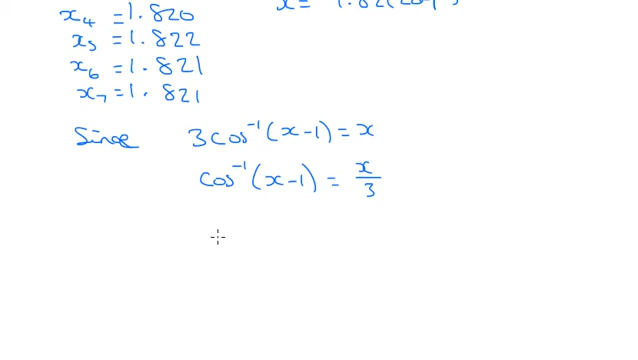 x₄ = 1.820
x₅ = 1.822
x₆ = 1.821
x₇ = 1.821
Since 3cos⁻¹(x-1) = x
cos⁻¹(x-1) = x/3